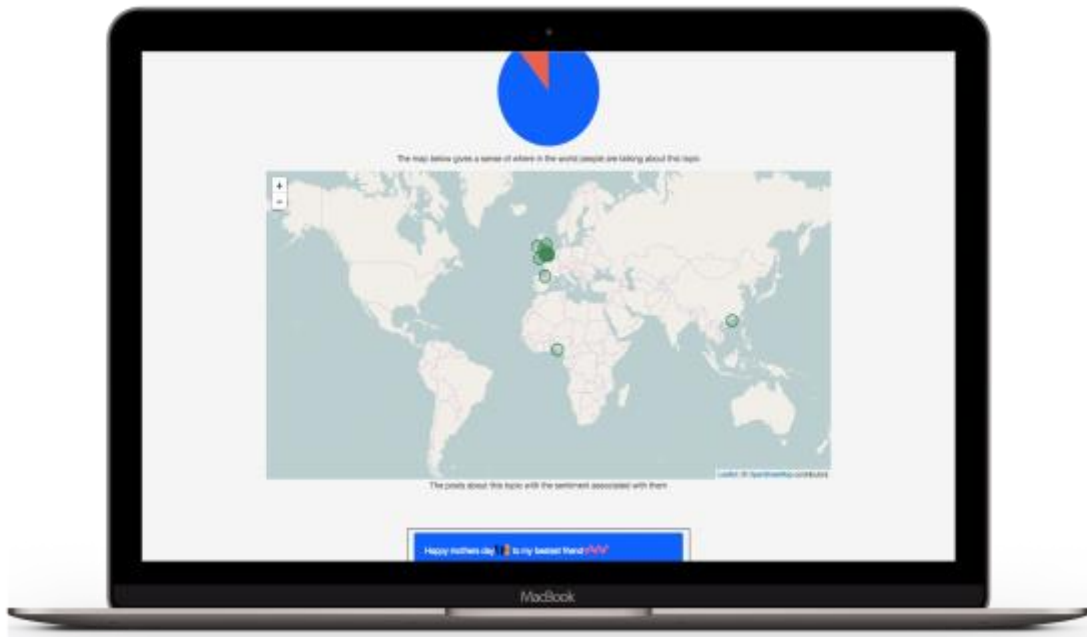 The map below gives a sense of where in the world people are talking about this topic
+
−
Leaflet | © OpenStreetMap contributors
The posts about this topic with the sentiment associated with them
Happy mothers day to my bestest friend
MacBook